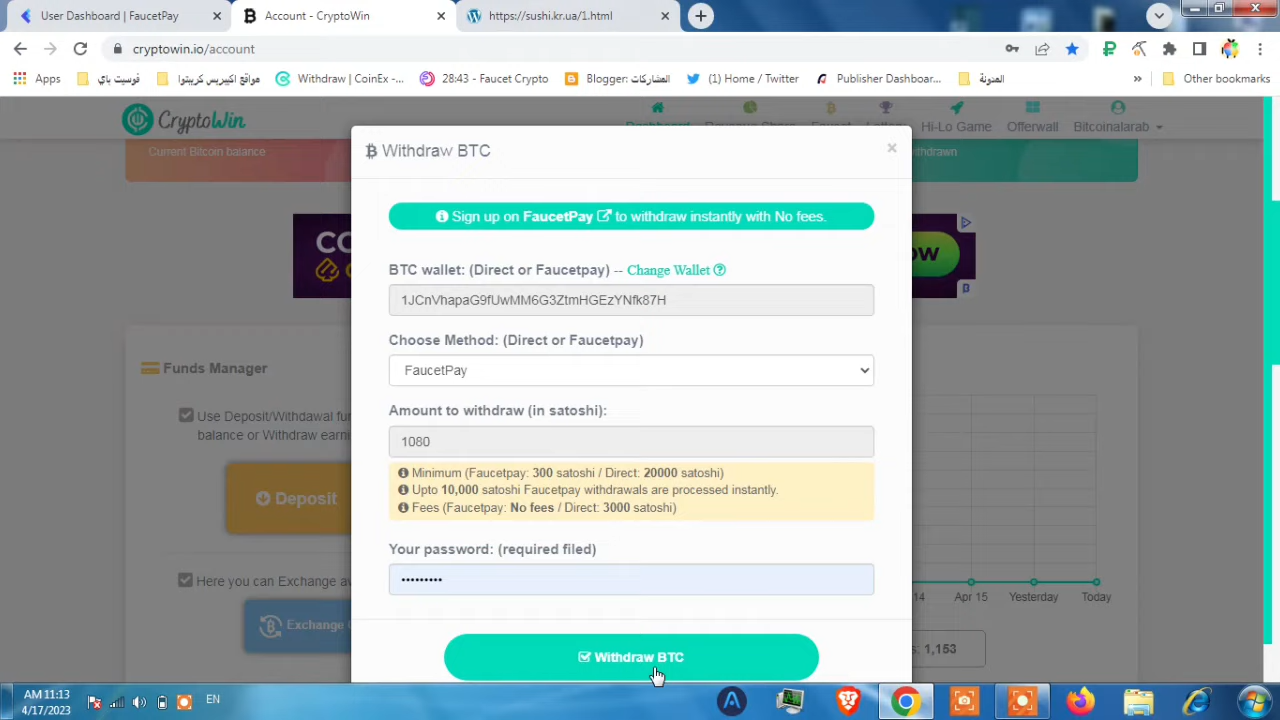 User Dashboard | FaucetPay
Account - CryptoWin
https://sushi.kr.ua/1.html
cryptowin.io/account
Apps
فوسيت باي
مواقع اكبيريس كريبتوا
Withdraw | CoinEx -...
28:43 - Faucet Crypto
Blogger: المشاركات
(1) Home / Twitter
Publisher Dashboar...
المدونة
Other bookmarks
CryptoWin
Dashboard
Hi-Lo Game
Offerwall
Bitcoinalarab
Current Bitcoin balance
Withdraw BTC
×
Sign up on FaucetPay to withdraw instantly with No fees.
BTC wallet: (Direct or Faucetpay) -- Change Wallet
1JCnVhapaG9fUwMM6G3ZtmHGEzYNfk87H
Choose Method: (Direct or Faucetpay)
FaucetPay
Amount to withdraw (in satoshi):
1080
Minimum (Faucetpay: 300 satoshi / Direct: 20000 satoshi)
Upto 10,000 satoshi Faucetpay withdrawals are processed instantly.
Fees (Faucetpay: No fees / Direct: 3000 satoshi)
Your password: (required filed)
•••••••••
Withdraw BTC
Funds Manager
Use Deposit/Withdawal fu
balance or Withdraw earni
Deposit
Here you can Exchange a
Exchange
14
Apr 15
Yesterday
Today
: 1,153
AM 11:13
4/17/2023
EN